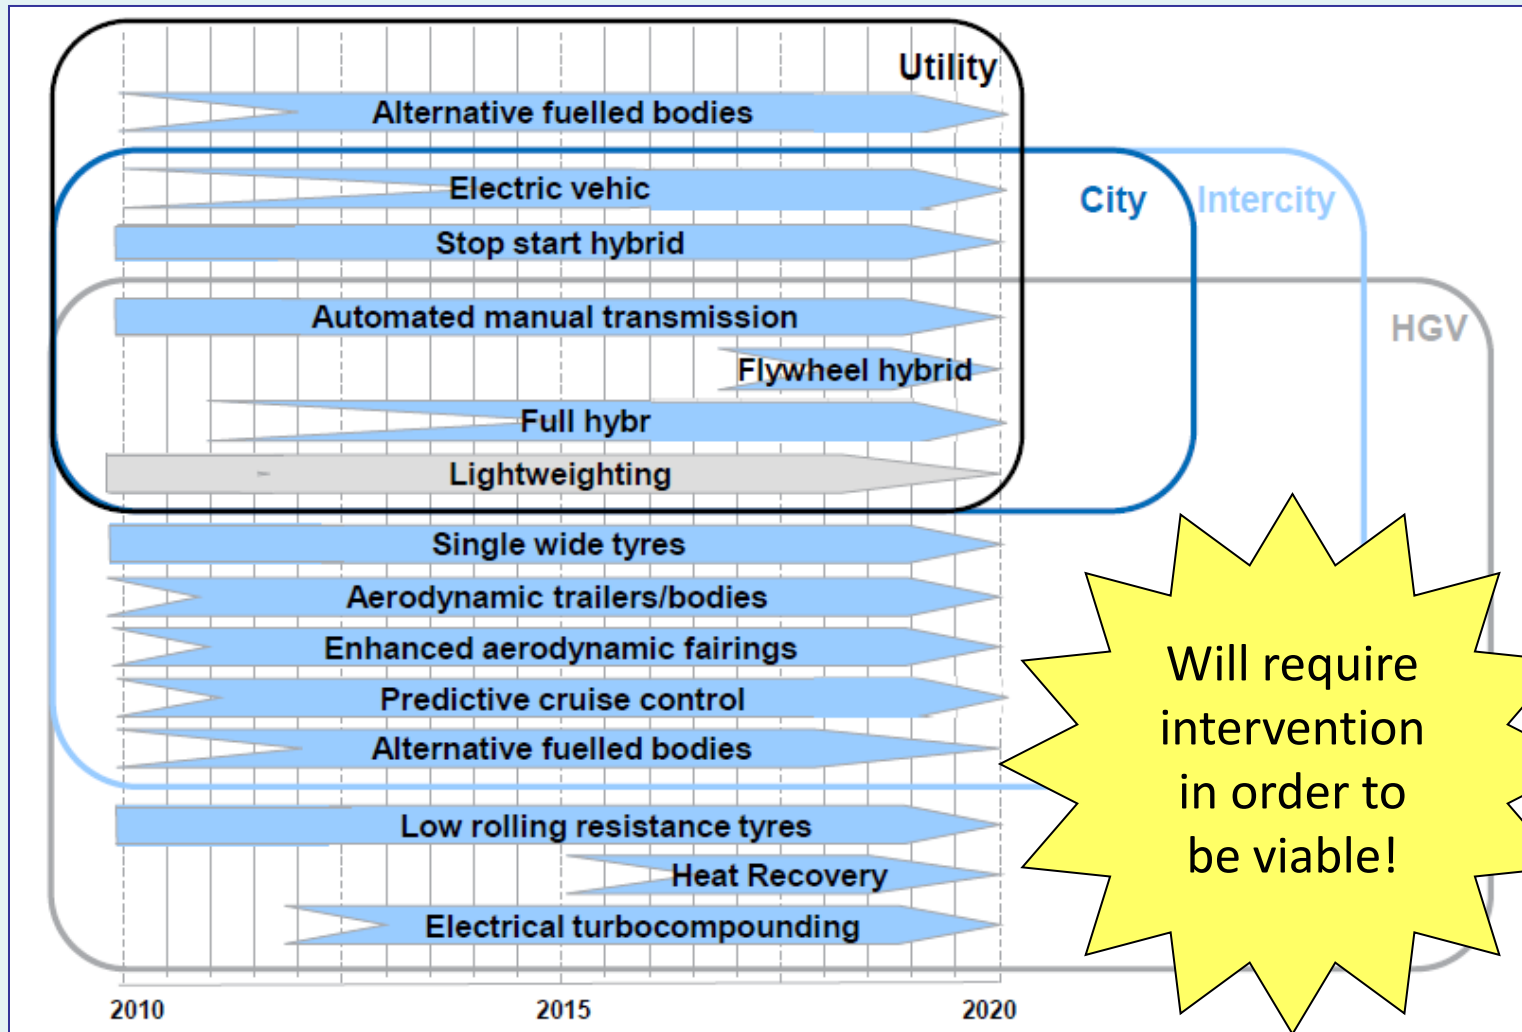 Utility
Alternative fuelled bodies
Electric vehic
City
Intercity
Stop start hybrid
Automated manual transmission
HGV
Flywheel hybrid
Full hybr
Lightweighting
Single wide tyres
Aerodynamic trailers/bodies
Enhanced aerodynamic fairings
Predictive cruise control
Alternative fuelled bodies
Low rolling resistance tyres
Heat Recovery
Electrical turbocompounding
Will require
intervention
in order to
be viable!
2010
2015
2020